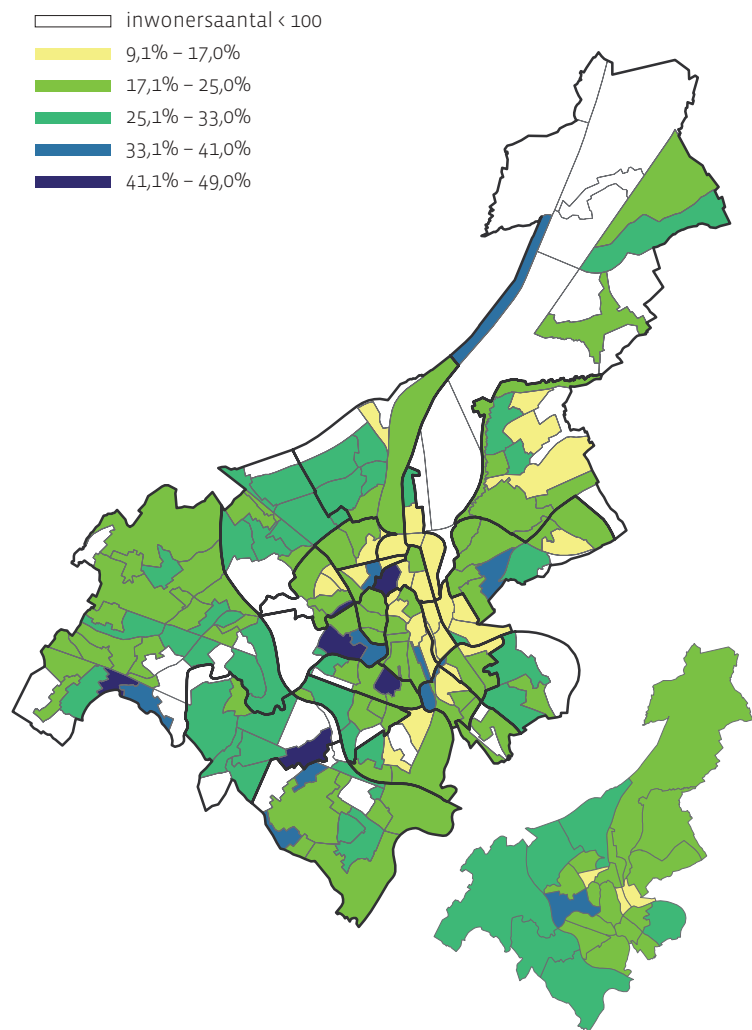 inwonersaantal < 100
9,1% – 17,0%
17,1% – 25,0%
25,1% – 33,0%
33,1% – 41,0%
41,1% – 49,0%